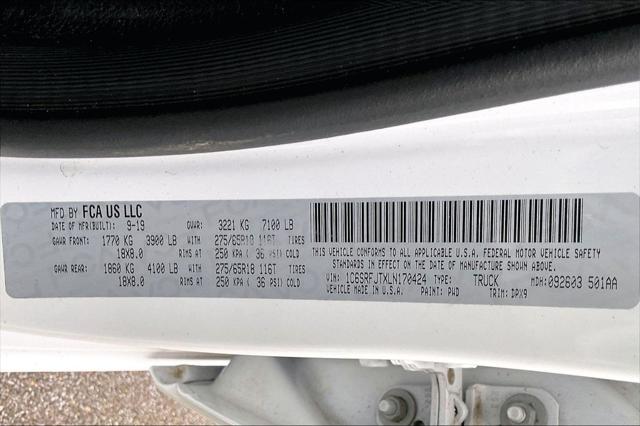 MFD BY FCA US LLC
DATE OF MFR(BUILT): 9-19 GVWR: 3221 KG 7100 LB
GAWR FRONT: 1770 KG 3900 LB WITH 275/65R18 116T TIRES
18X8.0 RIMS AT 250 KPA ( 36 PSI) COLD
GAWR REAR: 1860 KG 4100 LB WITH 275/65R18 116T TIRES
18X8.0 RIMS AT 250 KPA ( 36 PSI) COLD
THIS VEHICLE CONFORMS TO ALL APPLICABLE U.S.A. FEDERAL MOTOR VEHICLE SAFETY
STANDARDS IN EFFECT ON THE DATE OF MANUFACTURE SHOWN ABOVE.
VIN: 1C6SRFJTXLN170424 TYPE: TRUCK MDH: 092603 501AA
VEHICLE MADE IN U.S.A. PAINT: PWD TRIM: DPX9